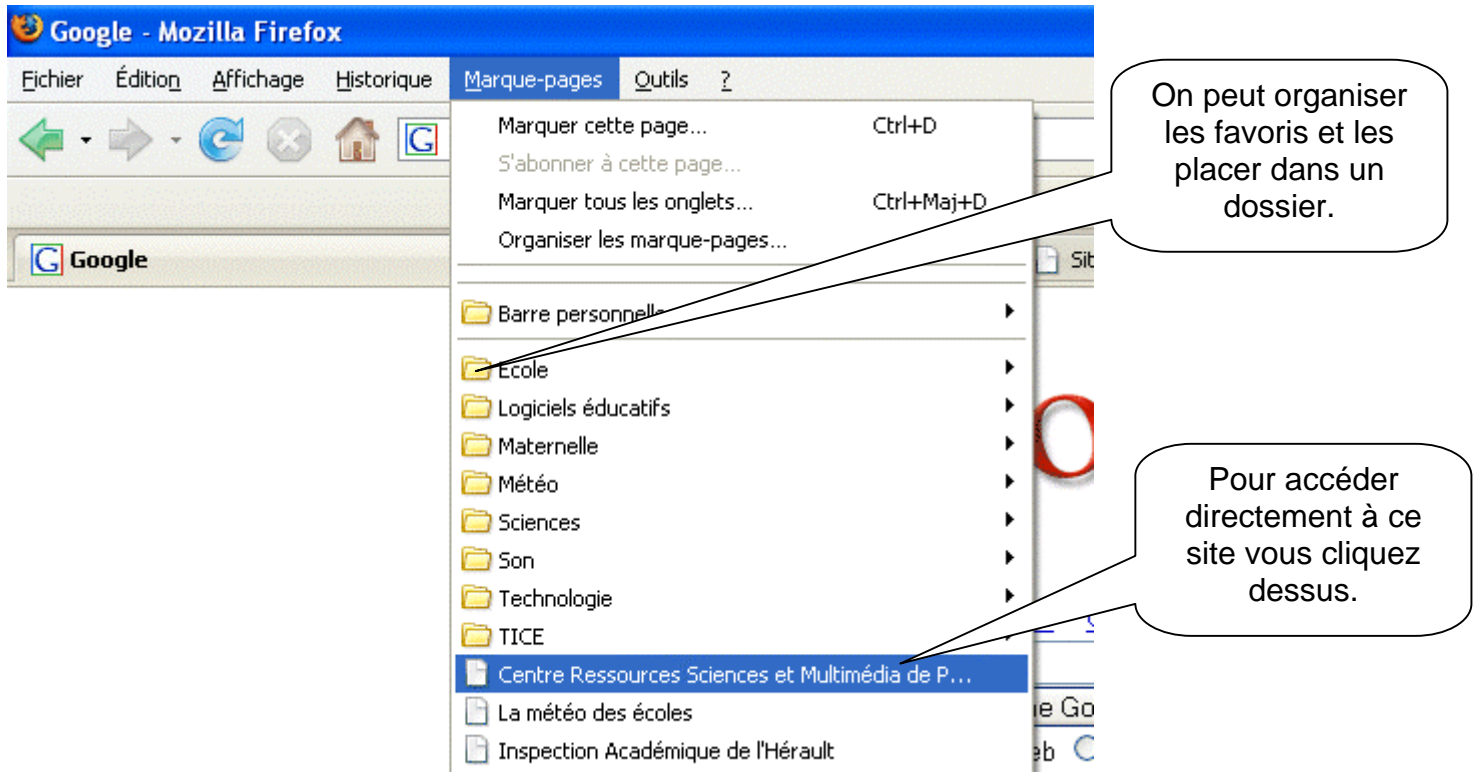 Google - Mozilla Firefox
Fichier Édition Affichage Historique Marque-pages Outils ?
Marquer cette page... Ctrl+D
S'abonner à cette page...
Marquer tous les onglets... Ctrl+Maj+D
Organiser les marque-pages...
Google
Sit
Barre personnelle
Ecole
Logiciels éducatifs
Maternelle
Météo
Sciences
Son
Technologie
TICE
Centre Ressources Sciences et Multimédia de P...
La météo des écoles
Inspection Académique de l'Hérault
On peut organiser
les favoris et les
placer dans un
dossier.
Pour accéder
directement à ce
site vous cliquez
dessus.